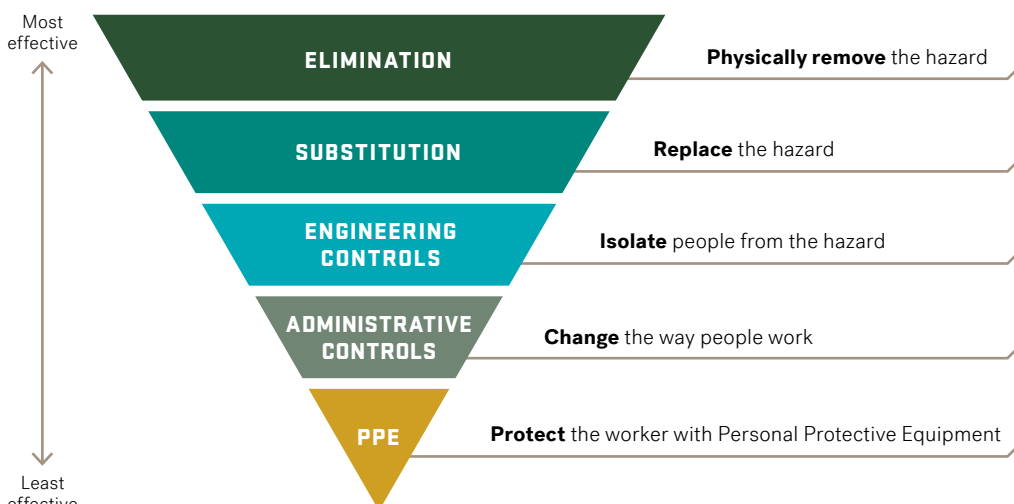 Most
effective
ELIMINATION
Physically remove the hazard
SUBSTITUTION
Replace the hazard
ENGINEERING
CONTROLS
Isolate people from the hazard
ADMINISTRATIVE
CONTROLS
Change the way people work
PPE
Protect the worker with Personal Protective Equipment
Least
effective